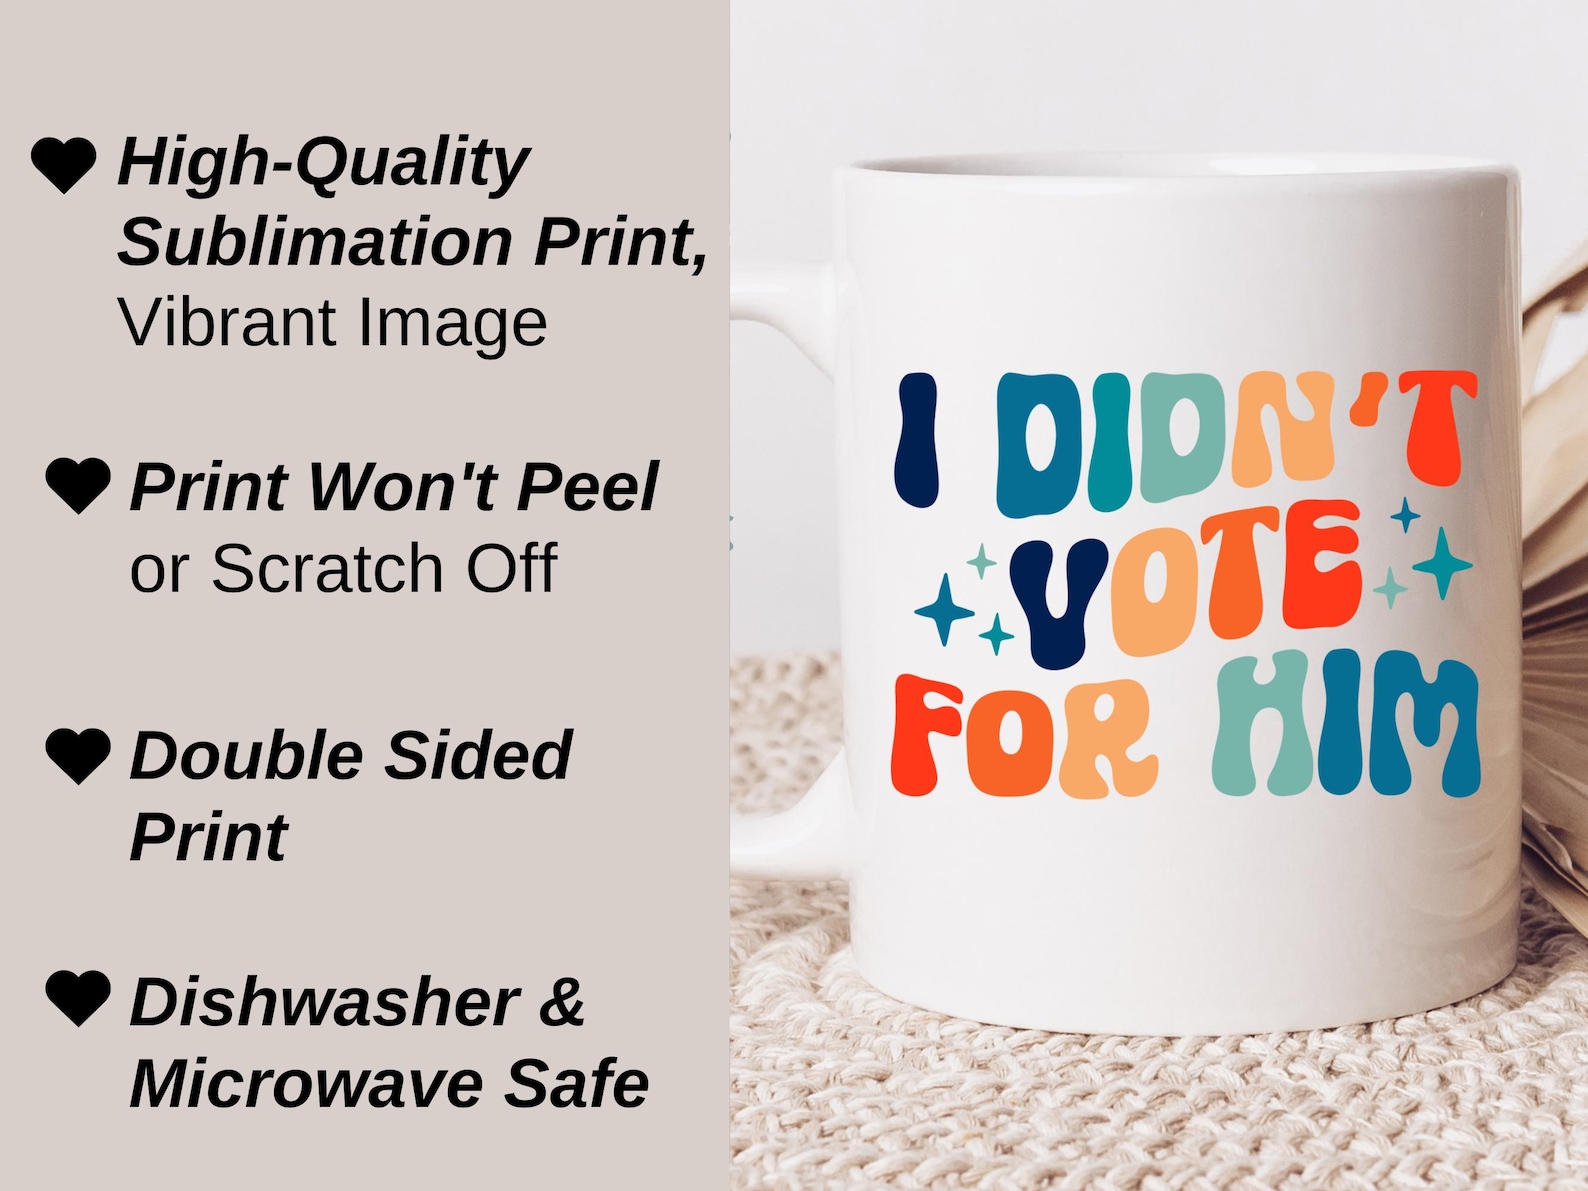 High-Quality
Sublimation Print,
Vibrant Image
Print Won't Peel
or Scratch Off
Double Sided
Print
Dishwasher &
Microwave Safe
I DIDN'T
VOTE
FOR HIM